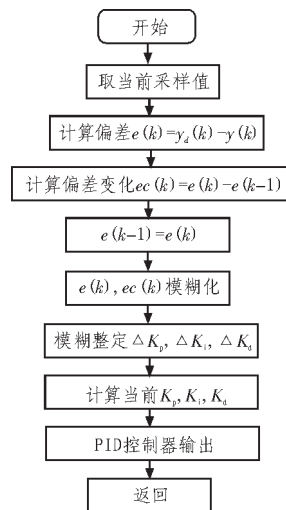 开始
取当前采样值
计算偏差e(k)=y_d(k)-y(k)
计算偏差变化ec(k)=e(k)-e(k-1)
e(k-1)=e(k)
e(k),ec(k)模糊化
模糊整定△K_p,△K_i,△K_d
计算当前K_p,K_i,K_d
PID控制器输出
返回